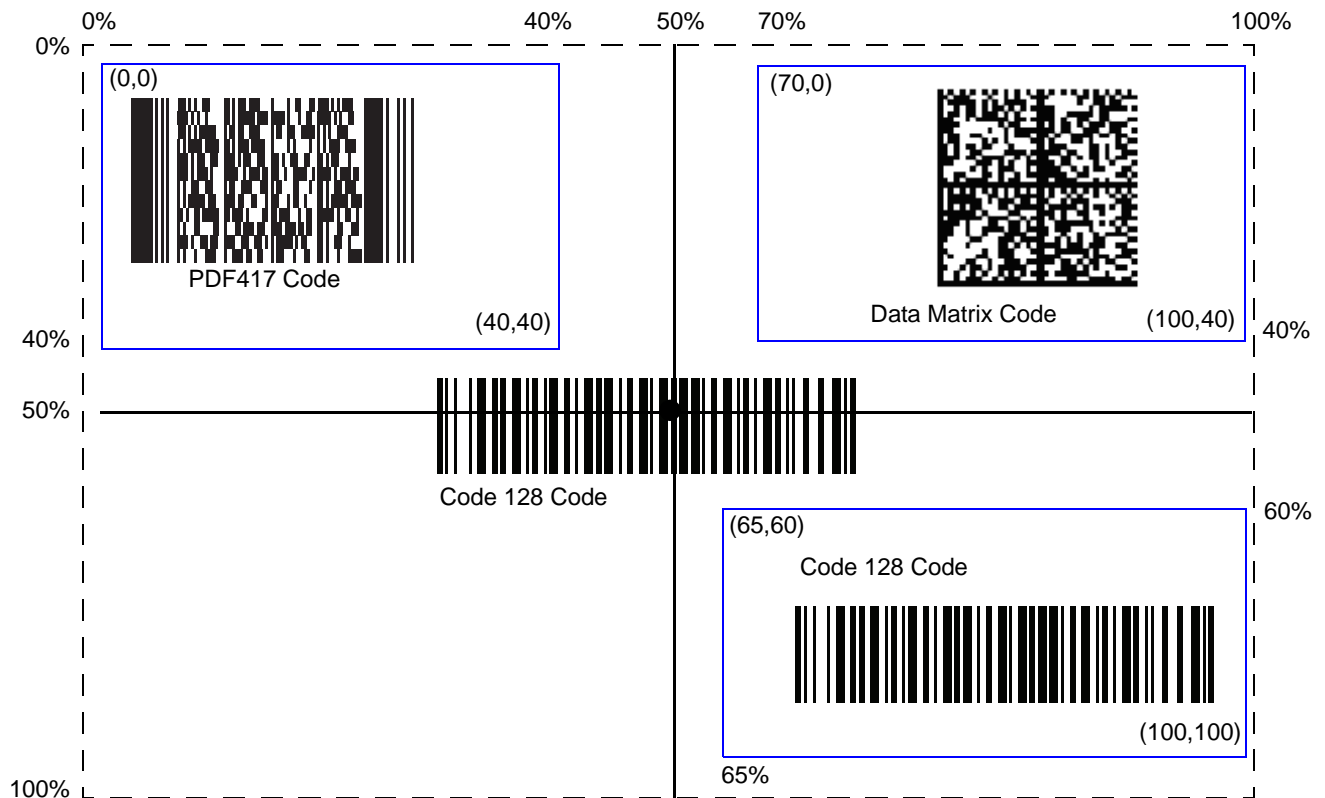 0% 40% 50% 70% 100%
0%
(0,0)
(70,0)
PDF417 Code
Data Matrix Code
(40,40)
(100,40)
40%
40%
50%
Code 128 Code
60%
(65,60)
Code 128 Code
(100,100)
65%
100%